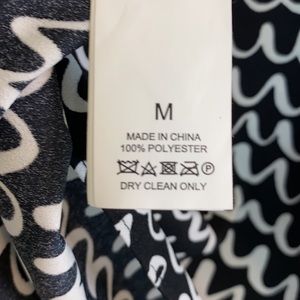 M
MADE IN CHINA
100% POLYESTER
P
DRY CLEAN ONLY